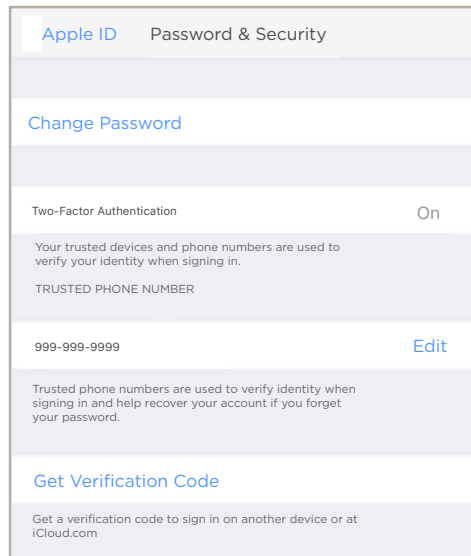 Apple ID Password & Security
Change Password
Two-Factor Authentication On
Your trusted devices and phone numbers are used to
verify your identity when signing in.
TRUSTED PHONE NUMBER
999-999-9999 Edit
Trusted phone numbers are used to verify identity when
signing in and help recover your account if you forget
your password.
Get Verification Code
Get a verification code to sign in on another device or at
iCloud.com